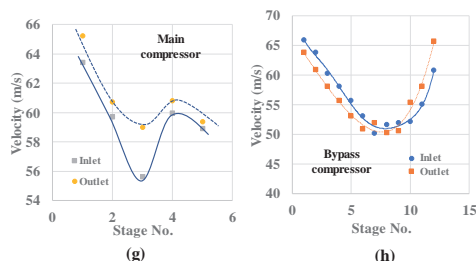 66
64
62
60
58
56
54
Velocity (m/s)
Main
compressor
Inlet
Outlet
0
2
4
6
Stage No.
(g)
70
65
60
55
50
45
40
Velocity (m/s)
Bypass
compressor
Inlet
Outlet
0
5
10
15
Stage No.
(h)